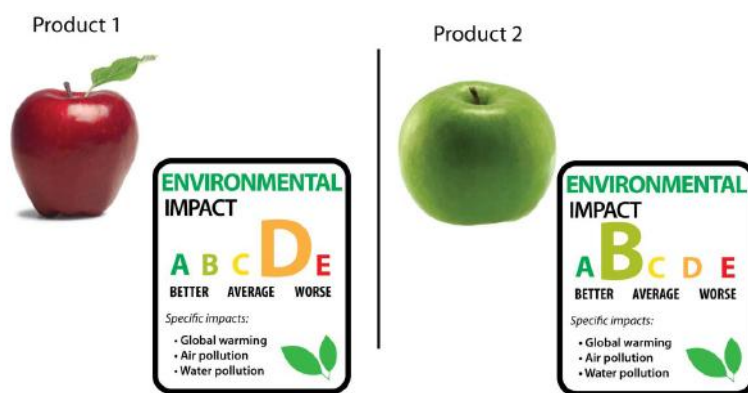 Product 1
ENVIRONMENTAL
IMPACT
A B C D E
BETTER AVERAGE WORSE
Specific impacts:
• Global warming
• Air pollution
• Water pollution
Product 2
ENVIRONMENTAL
IMPACT
A B C D E
BETTER AVERAGE WORSE
Specific impacts:
• Global warming
• Air pollution
• Water pollution